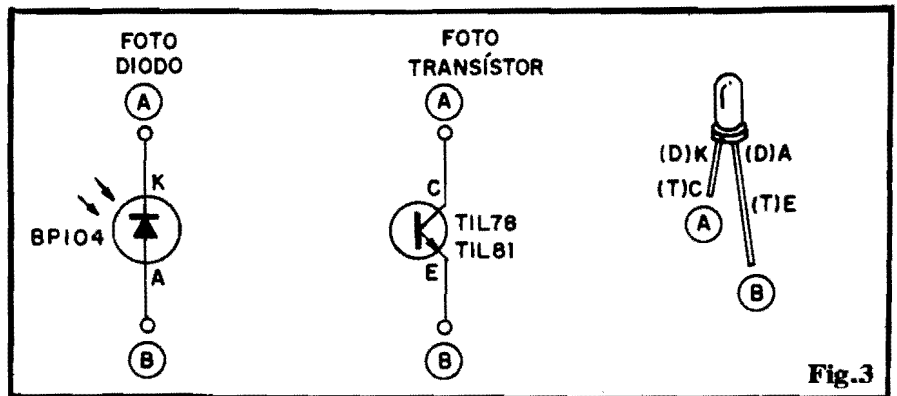 FOTO
DIODO
A
K
BP104
A
B
FOTO
TRANSÍSTOR
A
C
TIL78
TIL81
E
B
(D)K
(D)A
(T)C
(T)E
A
B
Fig.3